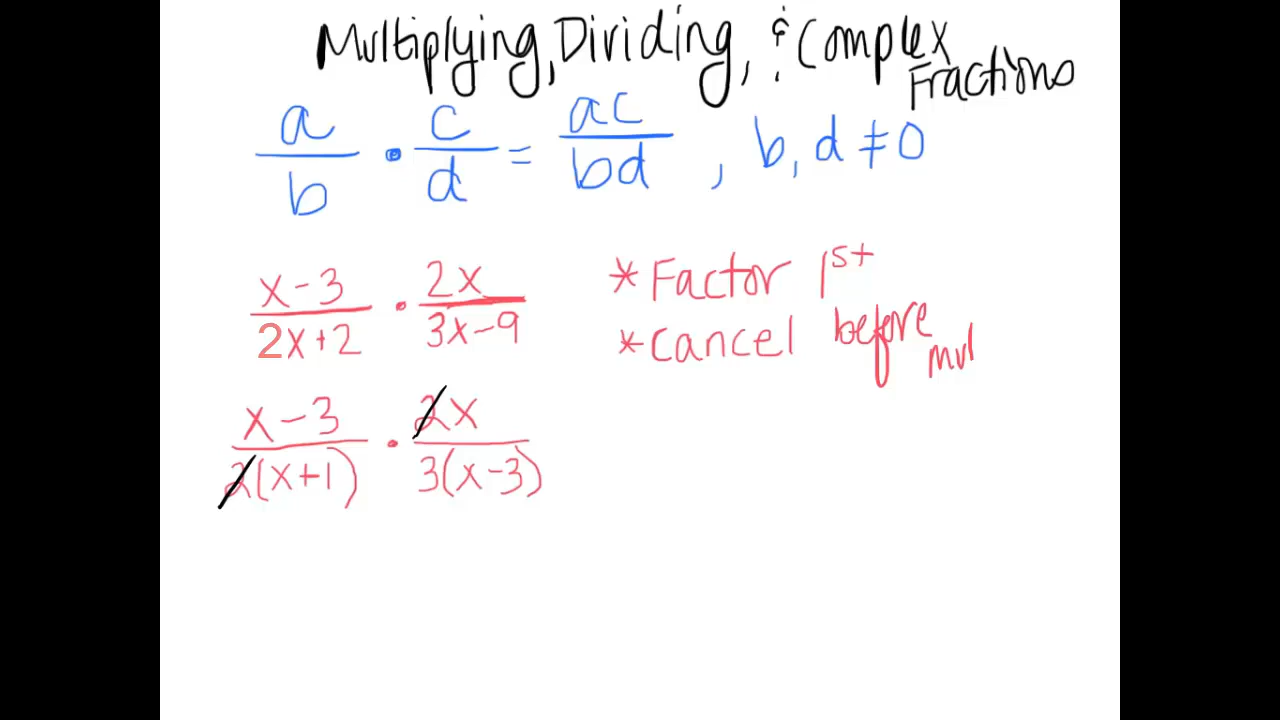 Multiplying, Dividing, & Complex
Fractions
a/b · c/d = ac/bd , b, d ≠ 0
x-3/2x+2 · 2x/3x-9
* Factor 1st
* Cancel before
mul
x-3/2(x+1) · 2x/3(x-3)